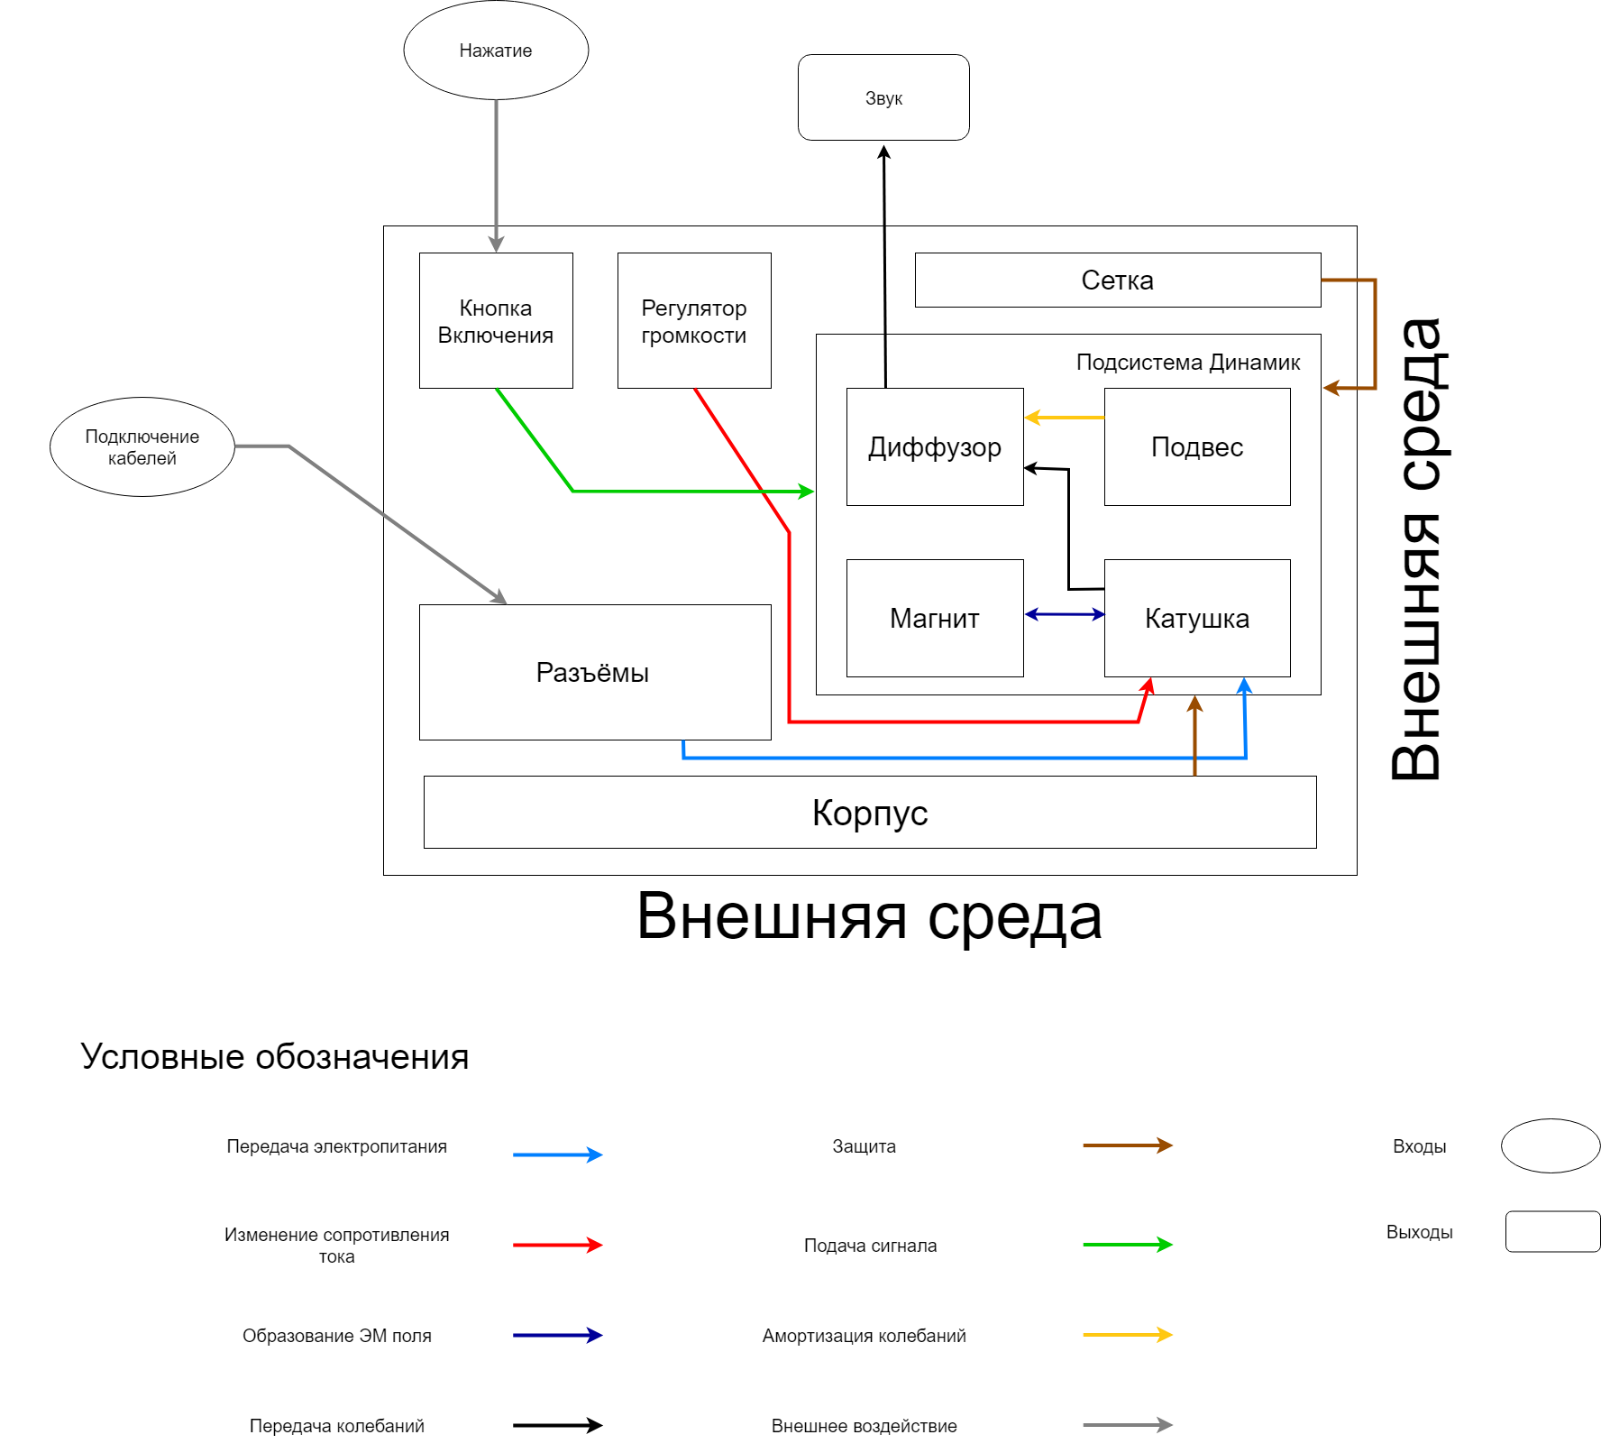 Нажатие
Звук
Сетка
Кнопка
Включения
Регулятор
громкости
Подсистема Динамик
Подключение
кабелей
Диффузор
Подвес
Внешняя среда
Магнит
Катушка
Разъёмы
Корпус
Внешняя среда
Условные обозначения
Передача электропитания
Защита
Входы
Изменение сопротивления
тока
Подача сигнала
Выходы
Образование ЭМ поля
Амортизация колебаний
Передача колебаний
Внешнее воздействие